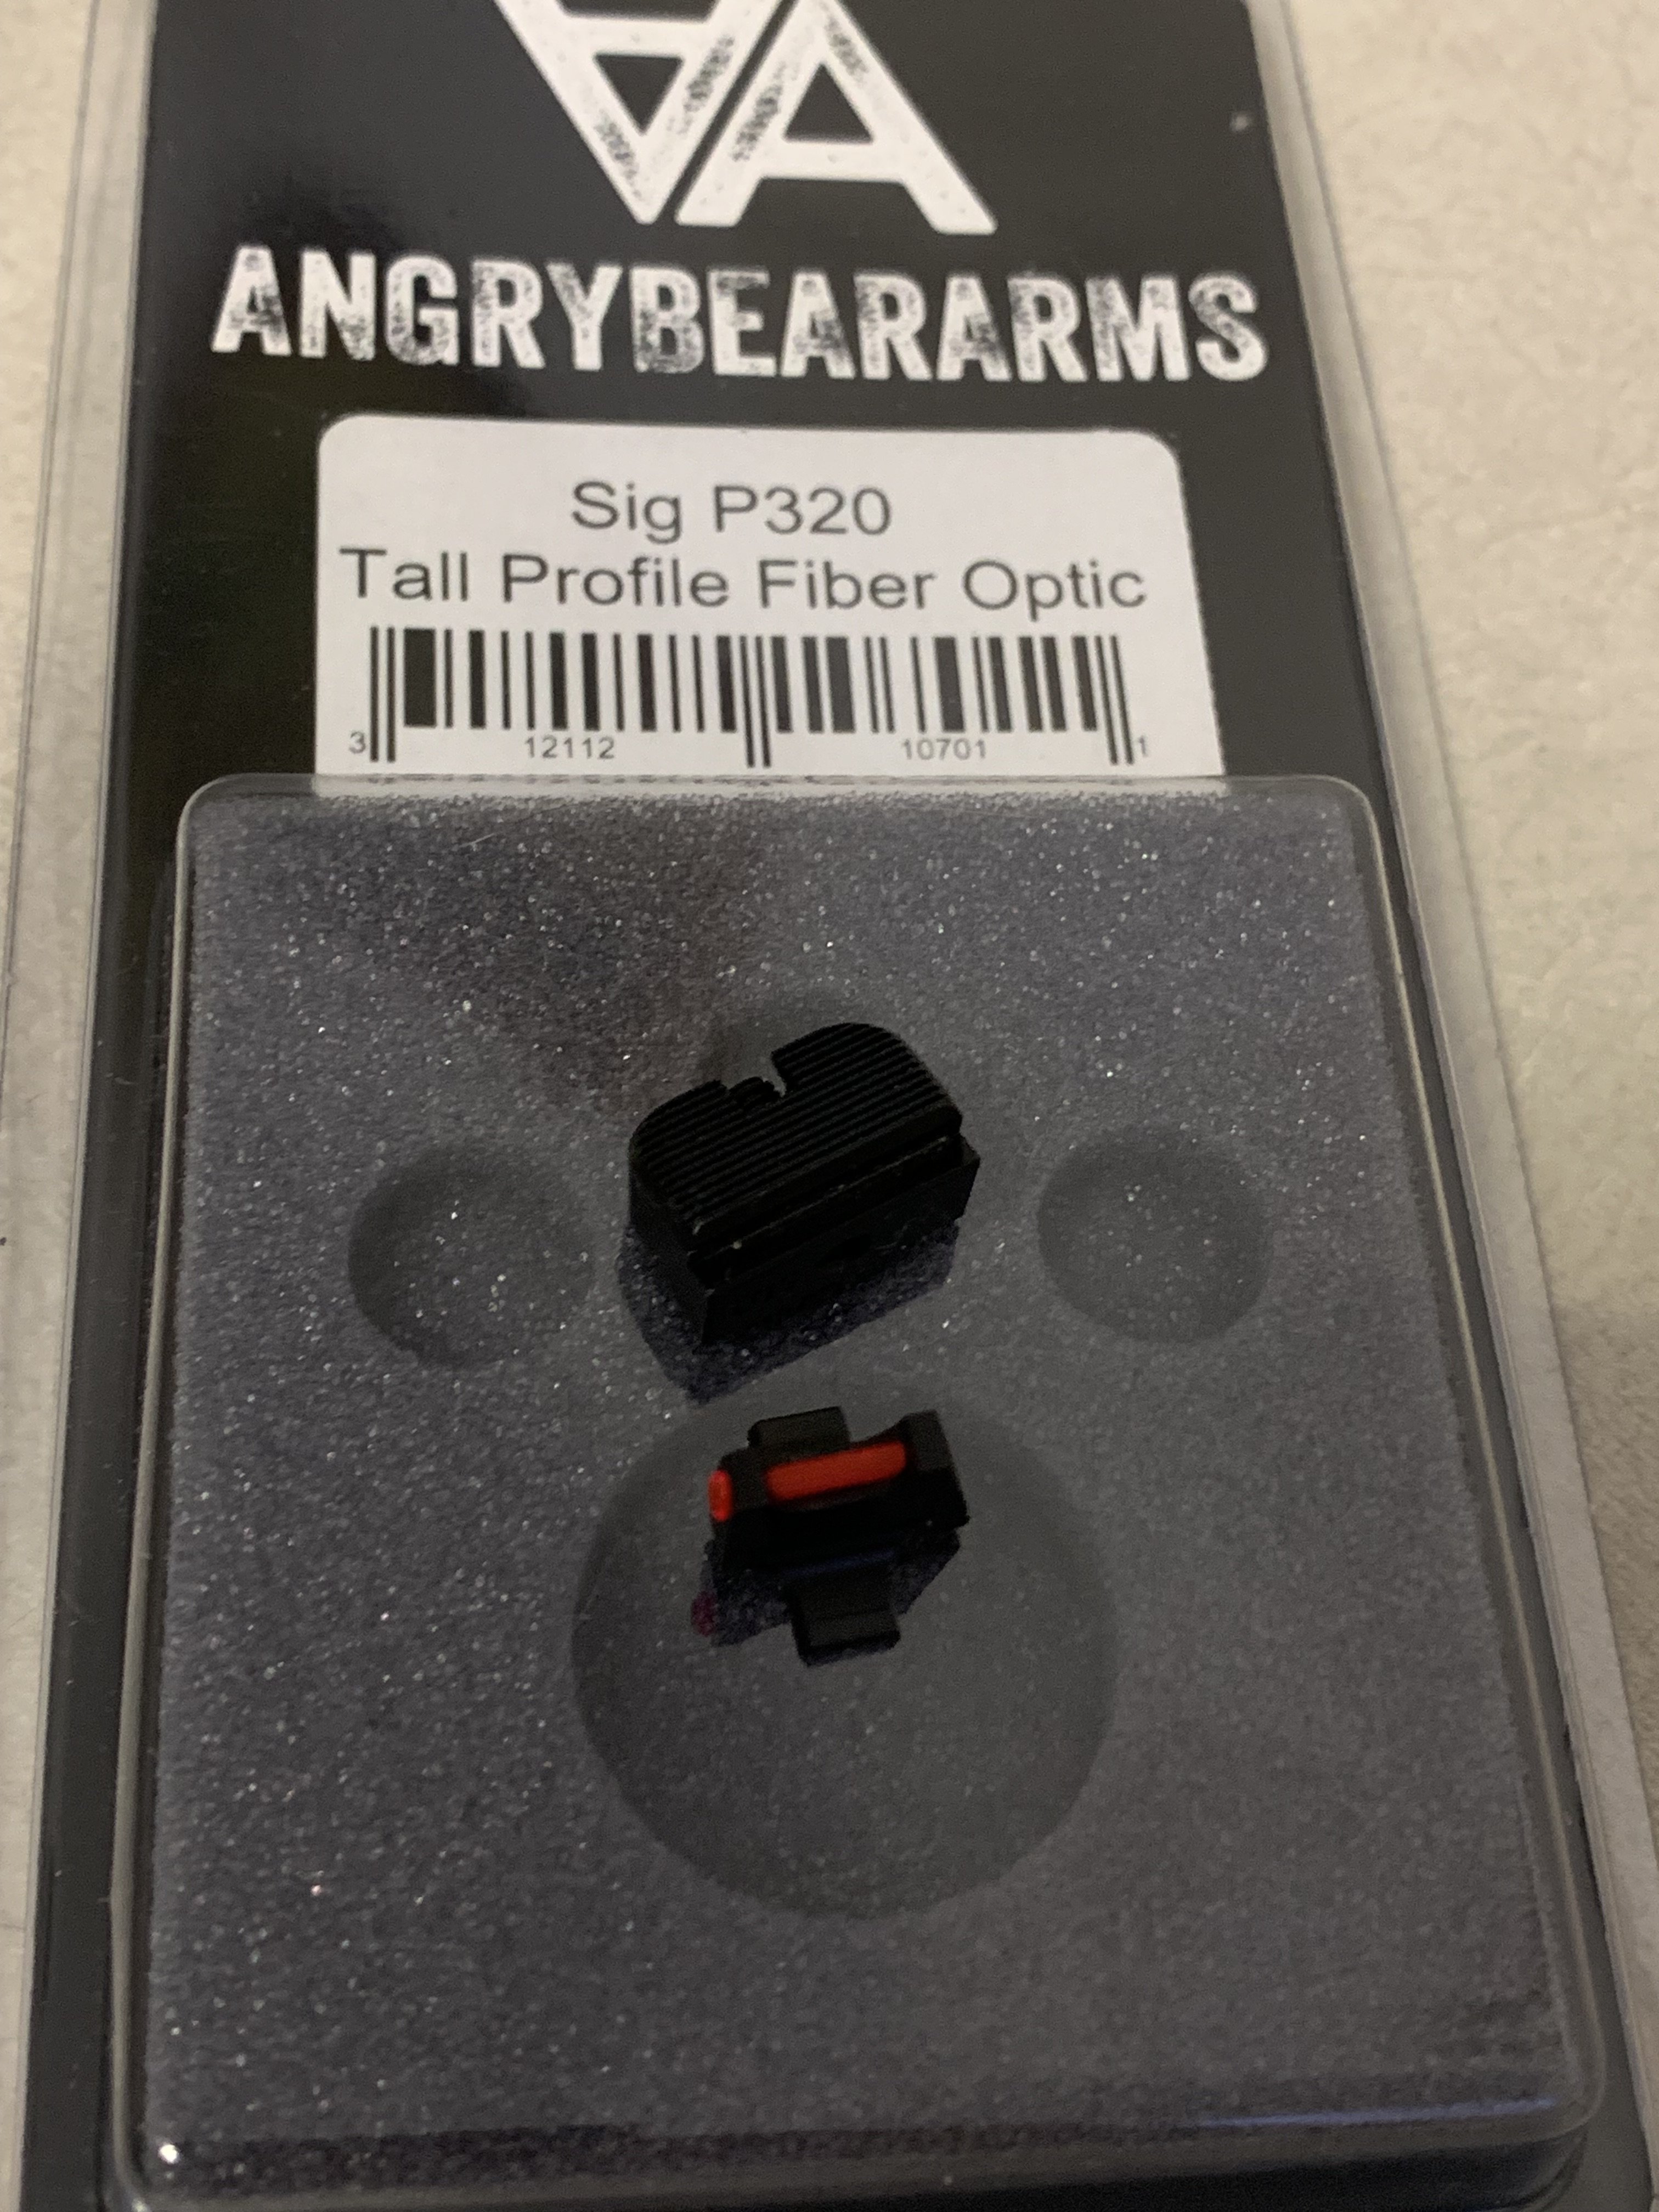 ANGRYBEARARMS
Sig P320
Tall Profile Fiber Optic
3 12112 10701 1